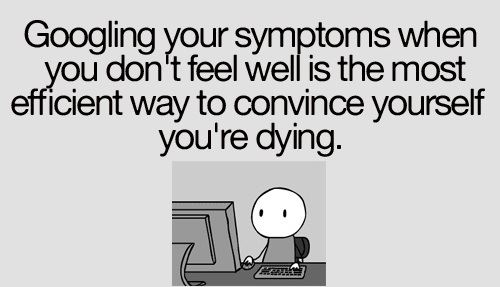 Googling your symptoms when
you don't feel well is the most
efficient way to convince yourself
you're dying.